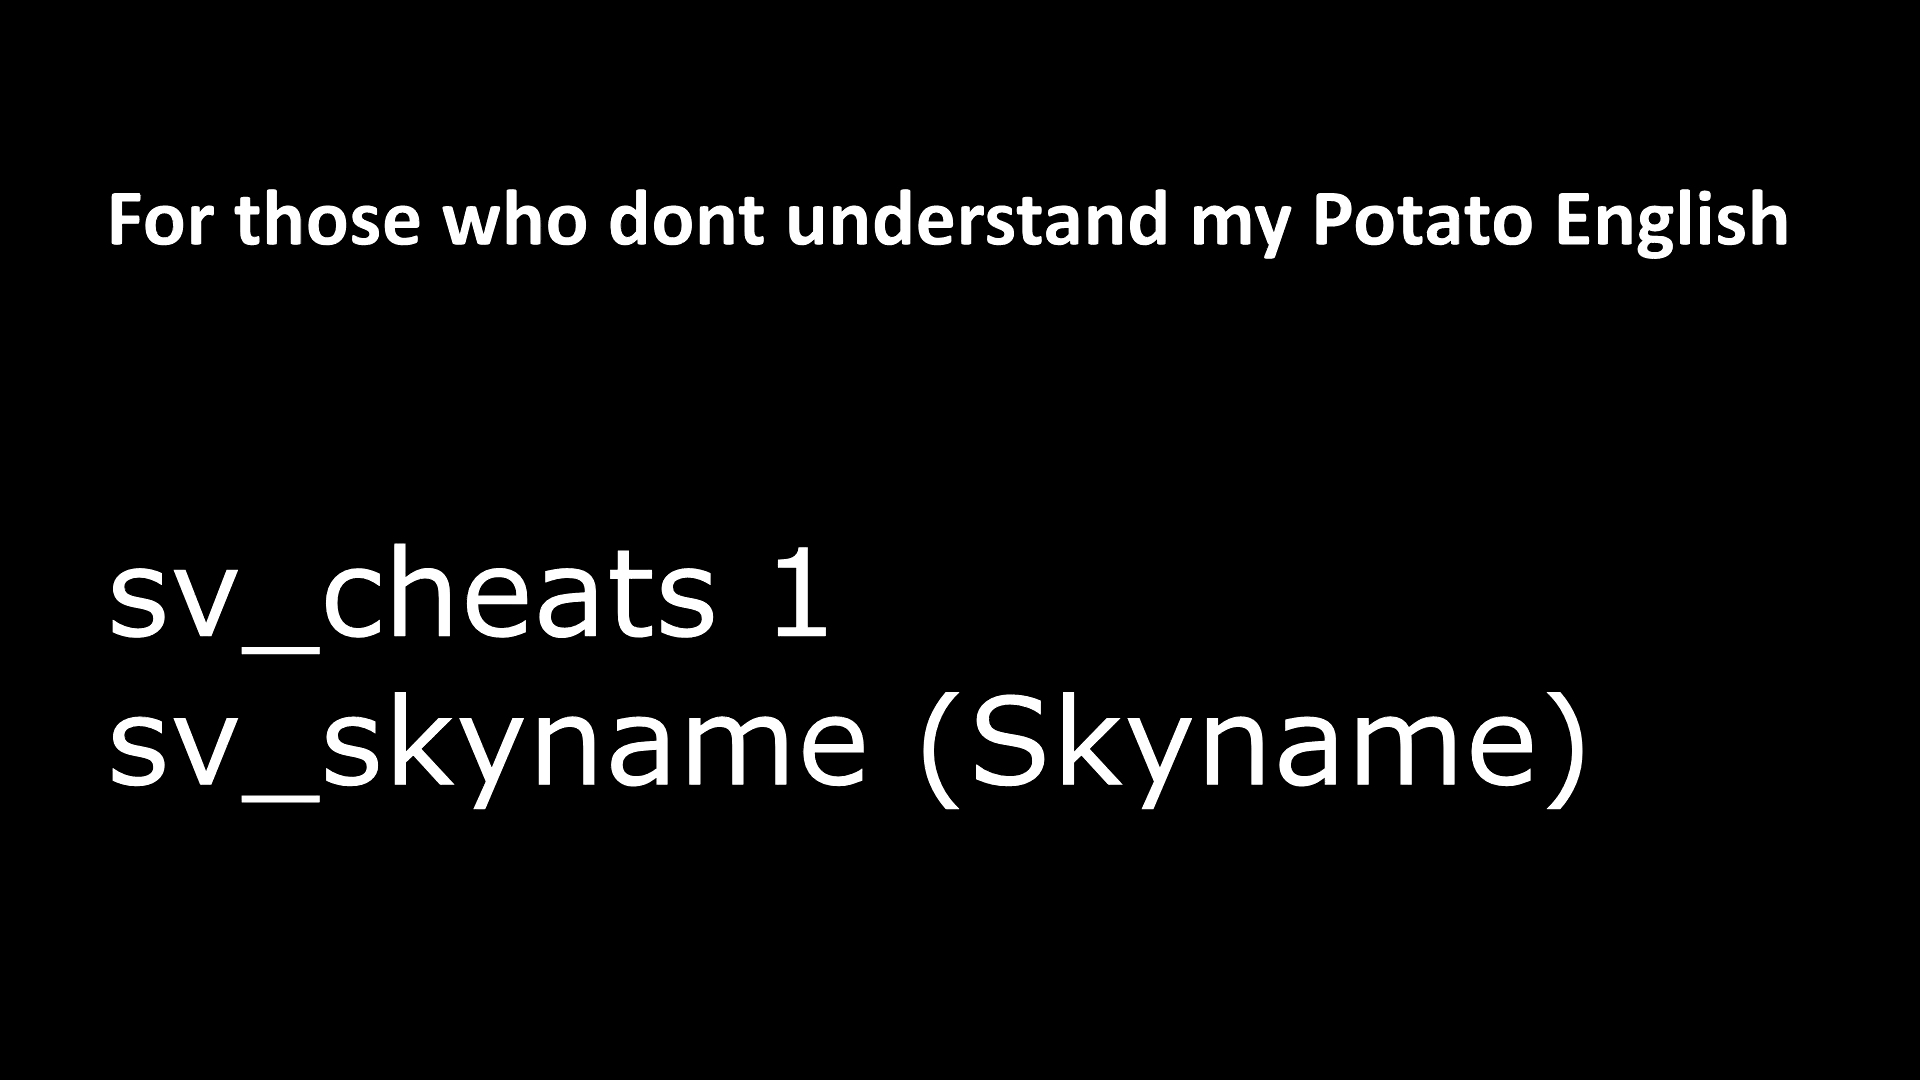 For those who dont understand my Potato English
sv_cheats 1
sv_skyname (Skyname)